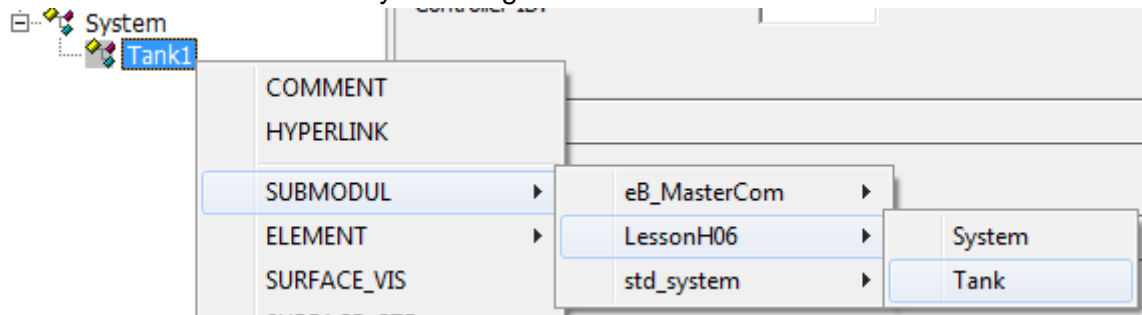 System
Tank1
COMMENT
HYPERLINK
SUBMODUL
eB_MasterCom
ELEMENT
LessonH06
System
SURFACE_VIS
std_system
Tank